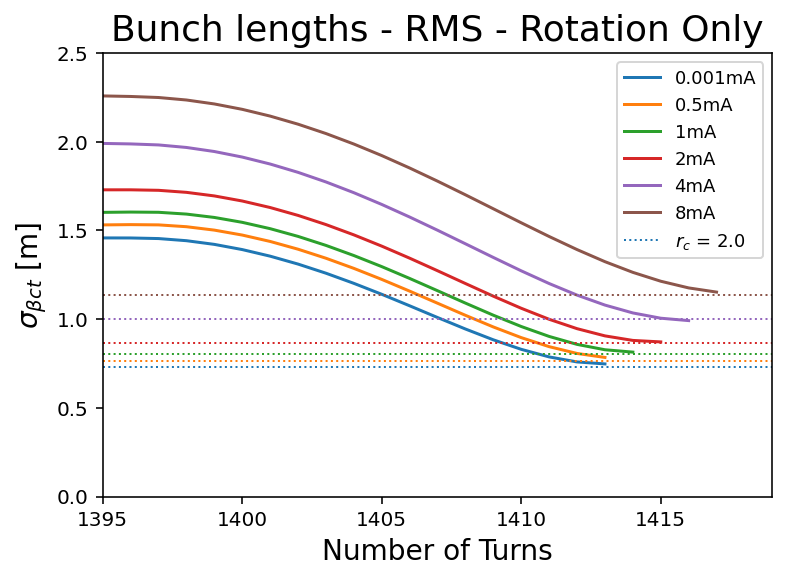 Bunch lengths - RMS - Rotation Only
2.5
2.0
1.5
1.0
0.5
0.0
σβct [m]
0.001mA
0.5mA
1mA
2mA
4mA
8mA
rc = 2.0
1395 1400 1405 1410 1415
Number of Turns